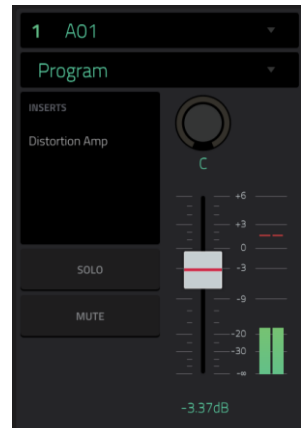 1 A01
Program
INSERTS
Distortion Amp
C
+6
+3
0
-3
-9
-20
-30
-∞
SOLO
MUTE
-3.37dB